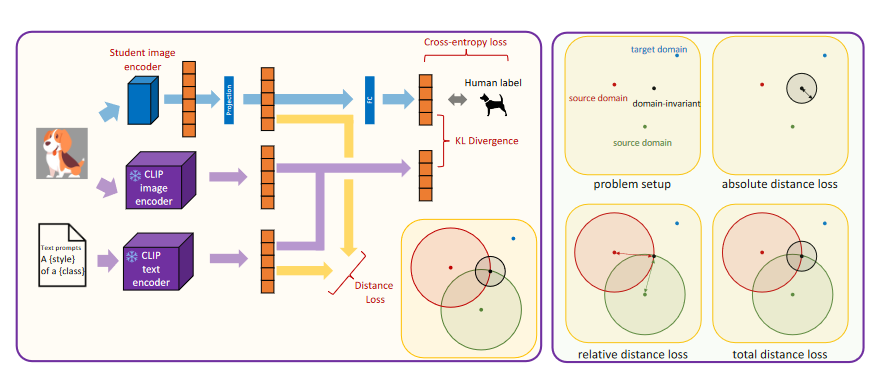 Student image
encoder
Projection
FC
Cross-entropy loss
Human label
KL Divergence
CLIP
image
encoder
Text prompts
A {style}
of a {class}
CLIP
text
encoder
Distance
Loss
target domain
source domain
domain-invariant
source domain
problem setup
absolute distance loss
relative distance loss
total distance loss